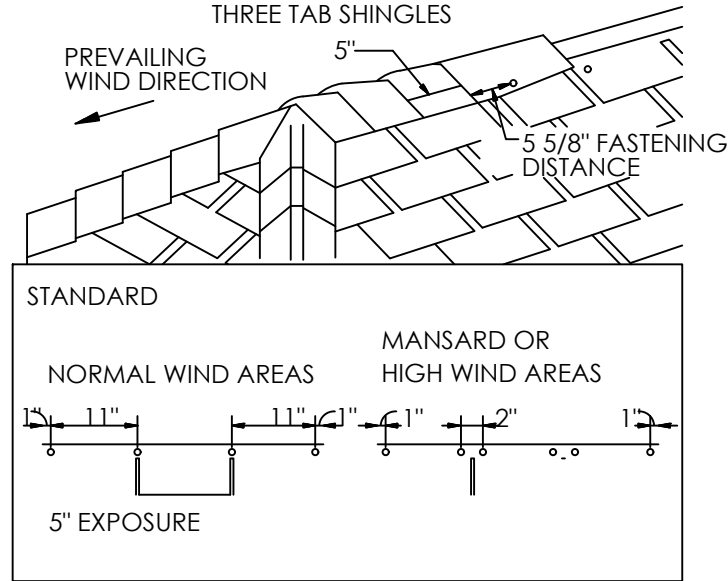 THREE TAB SHINGLES
PREVAILING
WIND DIRECTION
5"
5 5/8" FASTENING
DISTANCE
STANDARD
NORMAL WIND AREAS
MANSARD OR
HIGH WIND AREAS
1" 11" 11" 1" 1" 2" 1"
5" EXPOSURE